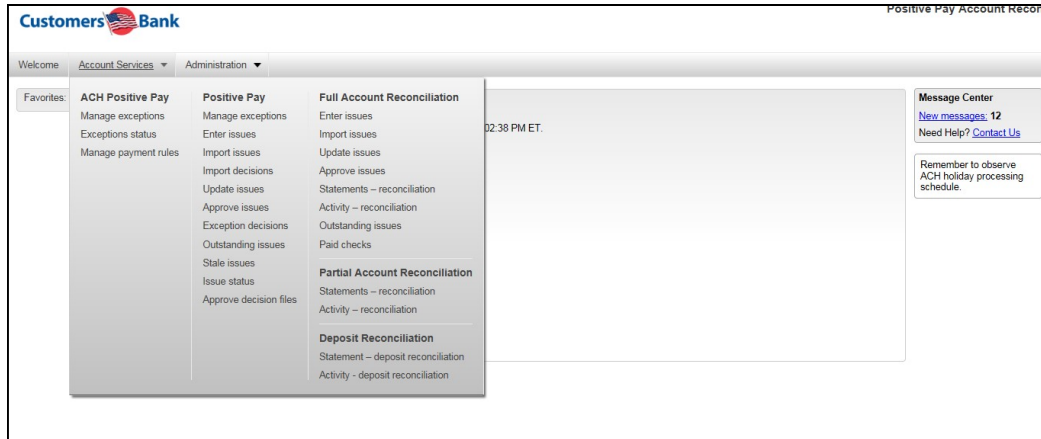 Positive Pay Account Recon
Customers Bank
Welcome Account Services Administration
Favorites:
ACH Positive Pay
Manage exceptions
Exceptions status
Manage payment rules
Positive Pay
Manage exceptions
Enter issues
Import issues
Import decisions
Update issues
Approve issues
Exception decisions
Outstanding issues
Stale issues
Issue status
Approve decision files
Full Account Reconciliation
Enter issues
Import issues
Update issues
Approve issues
Statements – reconciliation
Activity – reconciliation
Outstanding issues
Paid checks
Partial Account Reconciliation
Statements – reconciliation
Activity – reconciliation
Deposit Reconciliation
Statement – deposit reconciliation
Activity - deposit reconciliation
02:38 PM ET.
Message Center
New messages: 12
Need Help? Contact Us
Remember to observe
ACH holiday processing
schedule.